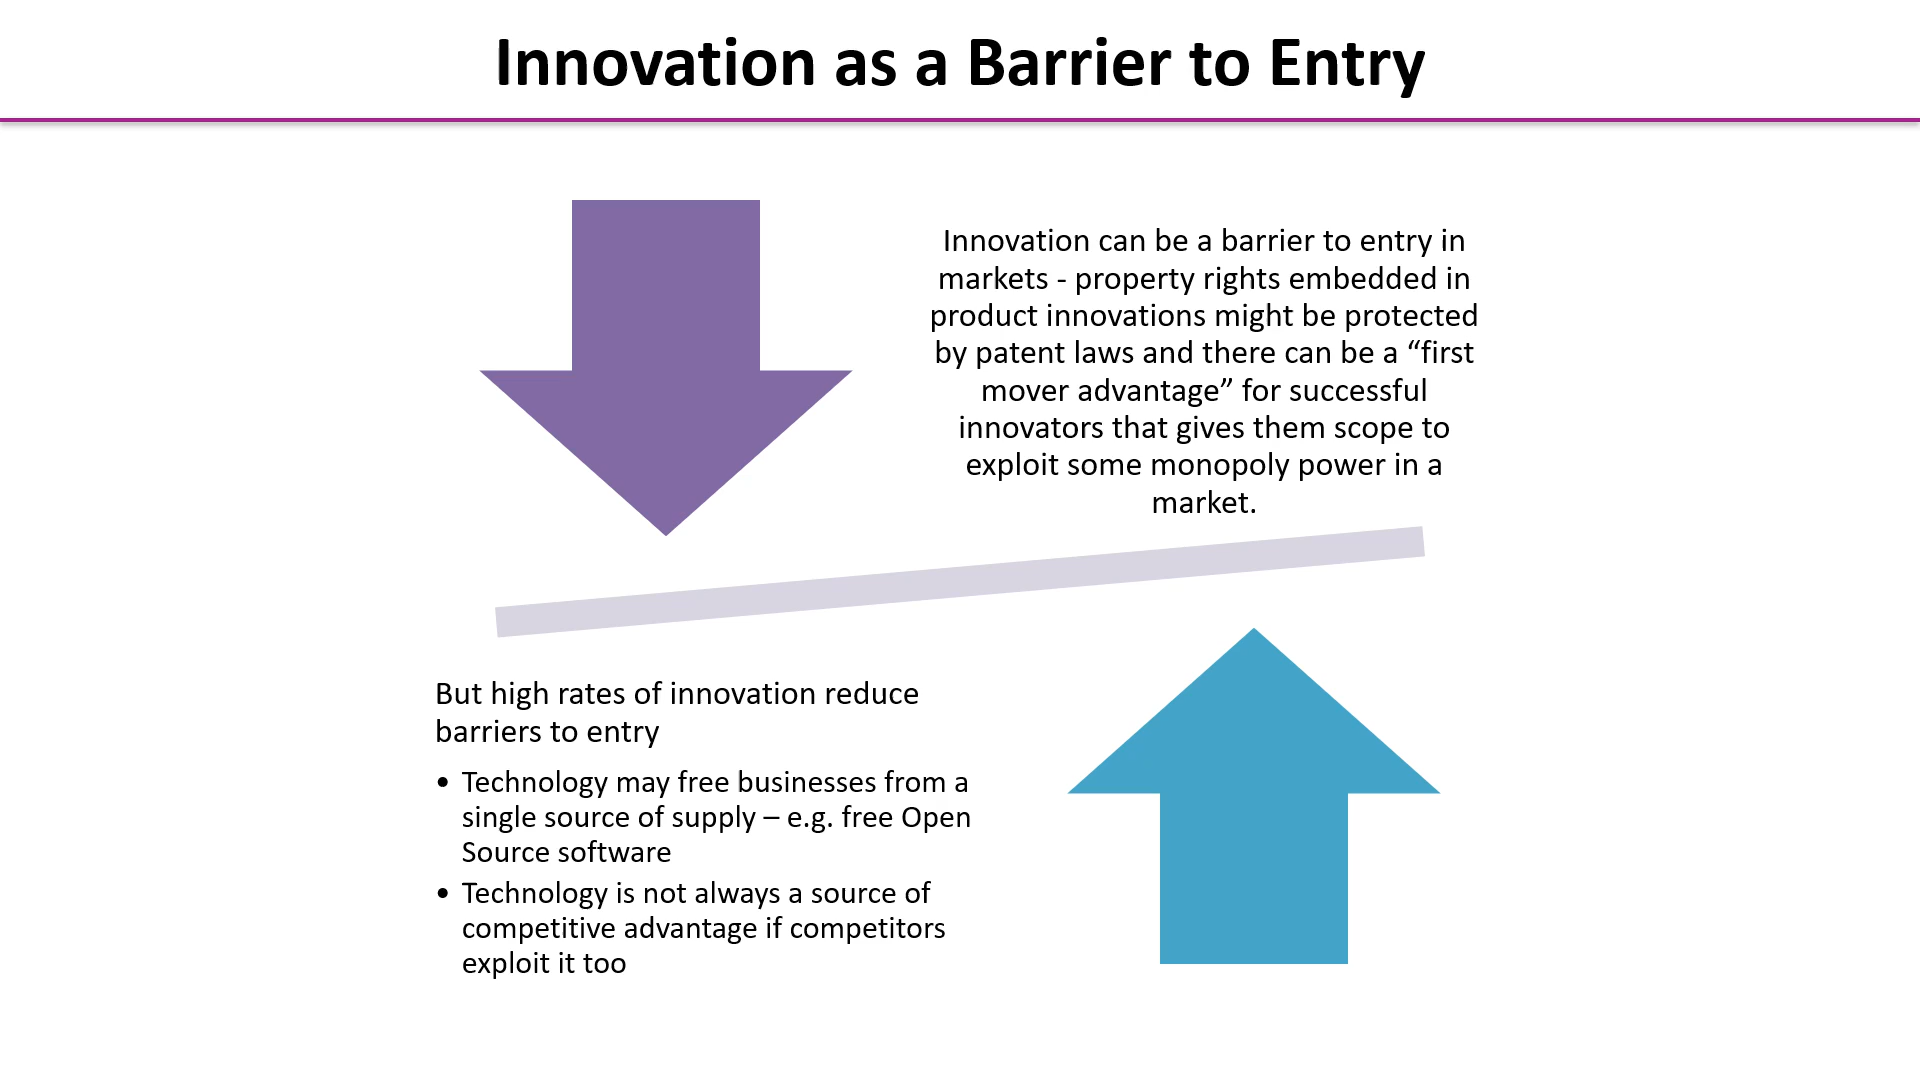 Innovation as a Barrier to Entry
Innovation can be a barrier to entry in
markets - property rights embedded in
product innovations might be protected
by patent laws and there can be a “first
mover advantage” for successful
innovators that gives them scope to
exploit some monopoly power in a
market.
But high rates of innovation reduce
barriers to entry
• Technology may free businesses from a
single source of supply – e.g. free Open
Source software
• Technology is not always a source of
competitive advantage if competitors
exploit it too